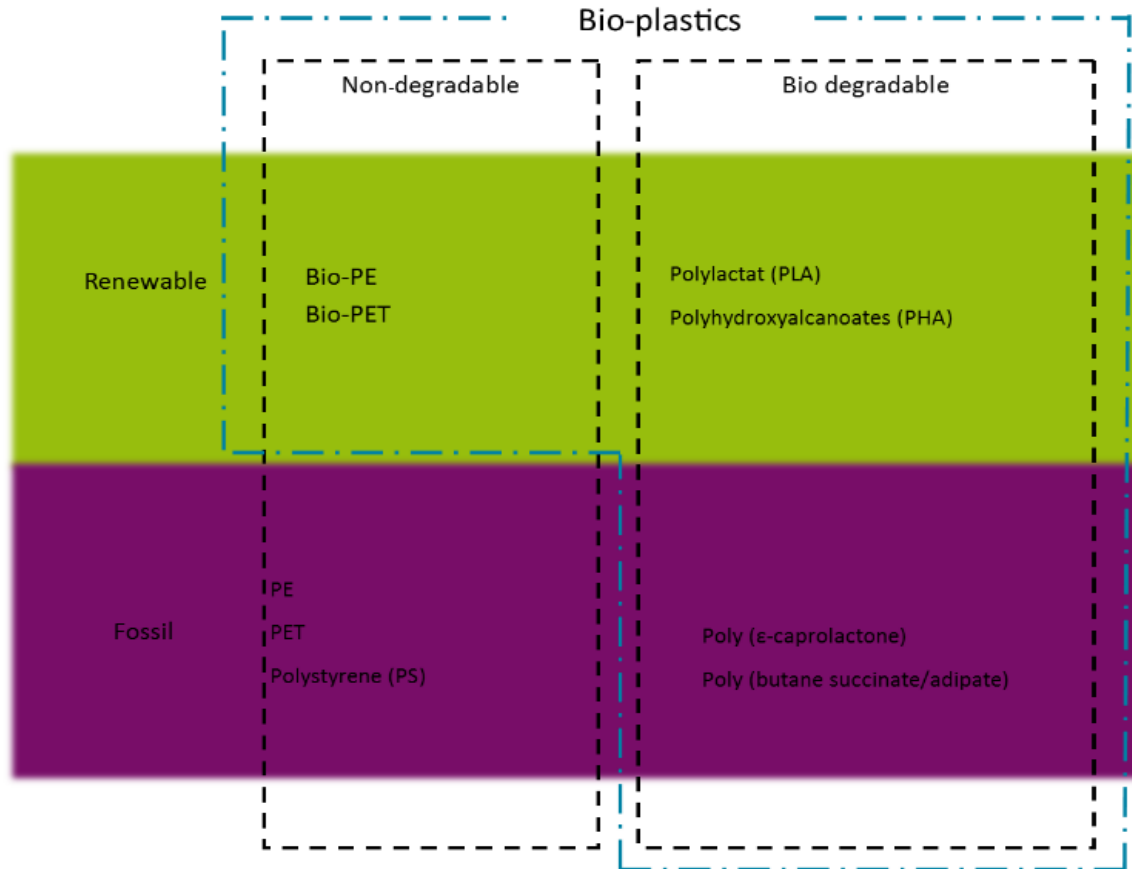 Bio-plastics
Non-degradable
Bio degradable
Renewable
Bio-PE
Bio-PET
Polylactat (PLA)
Polyhydroxyalcanoates (PHA)
Fossil
PE
PET
Polystyrene (PS)
Poly (ε-caprolactone)
Poly (butane succinate/adipate)